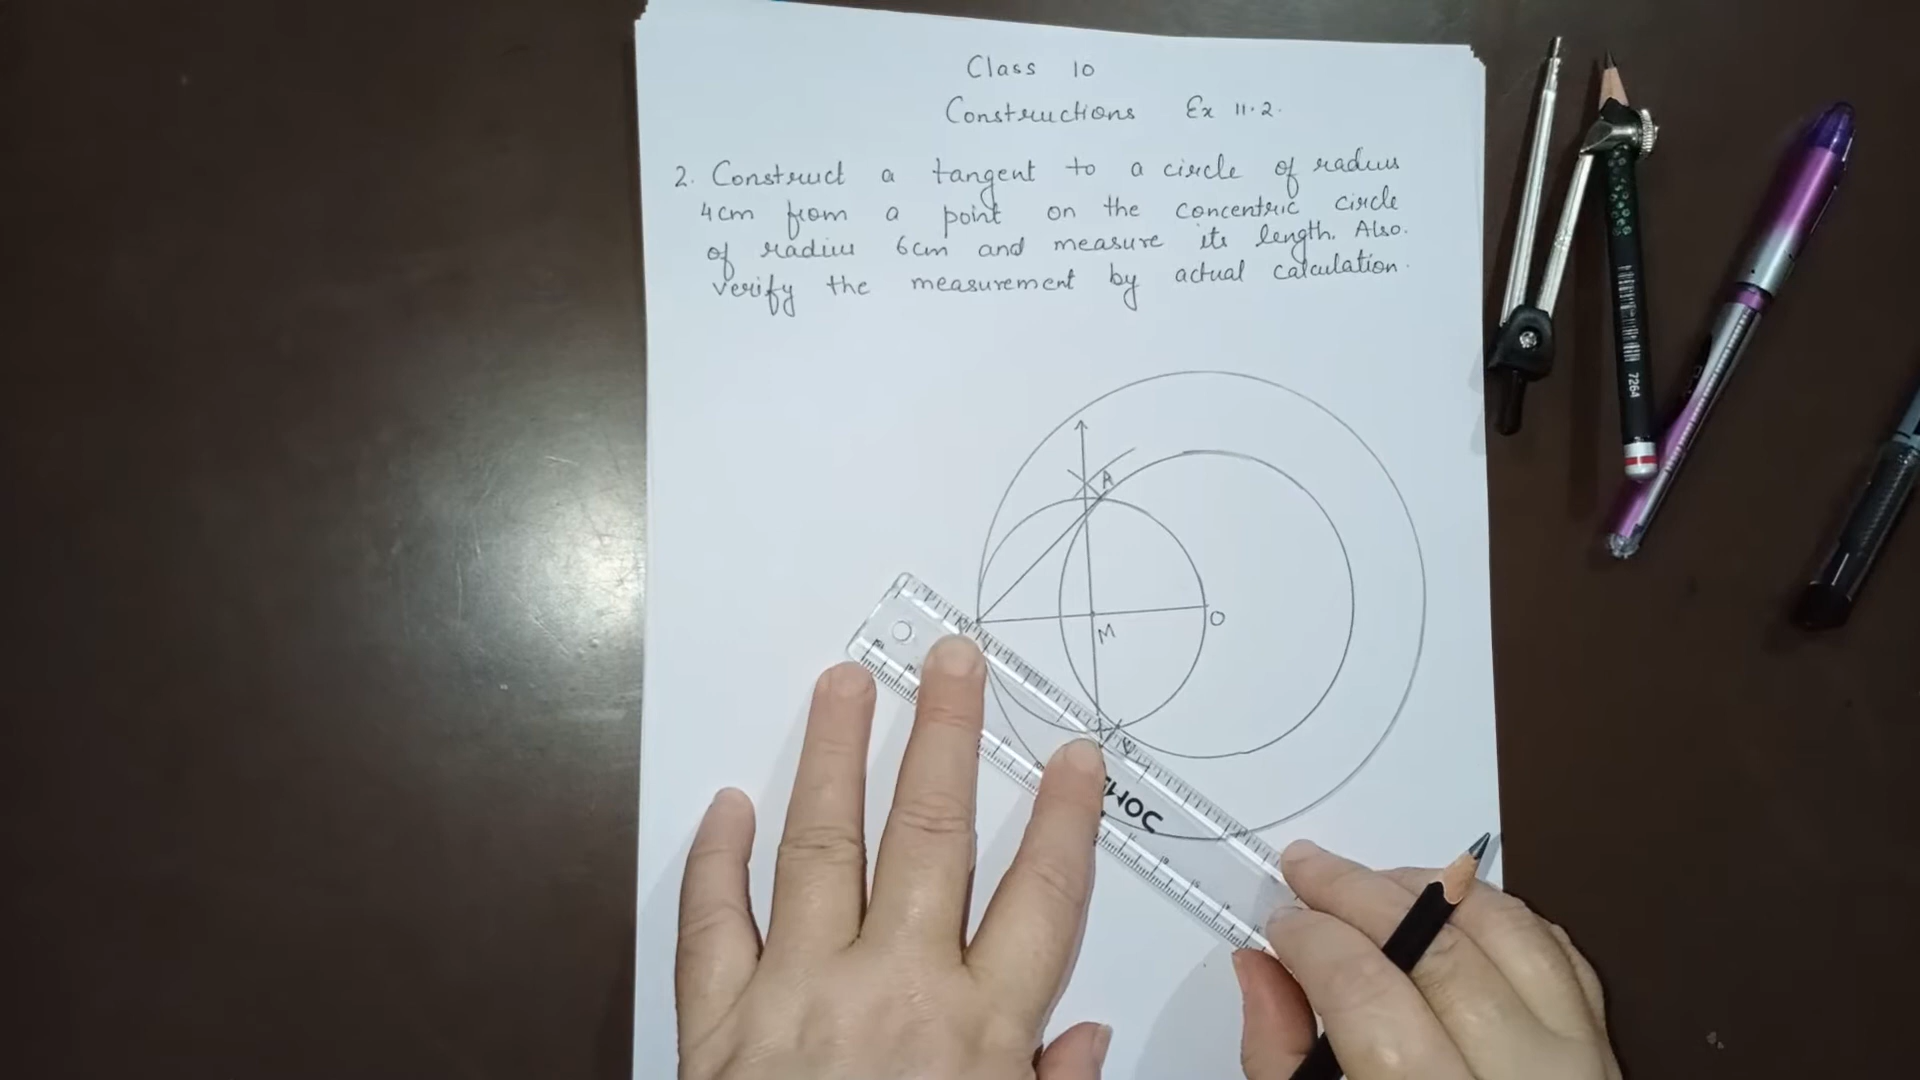 Class 10
Constructions Ex 11.2.
2. Construct a tangent to a circle of radius
4cm from a point on the concentric circle
of radius 6cm and measure its length. Also.
verify the measurement by actual calculation.
A
M
O
7264